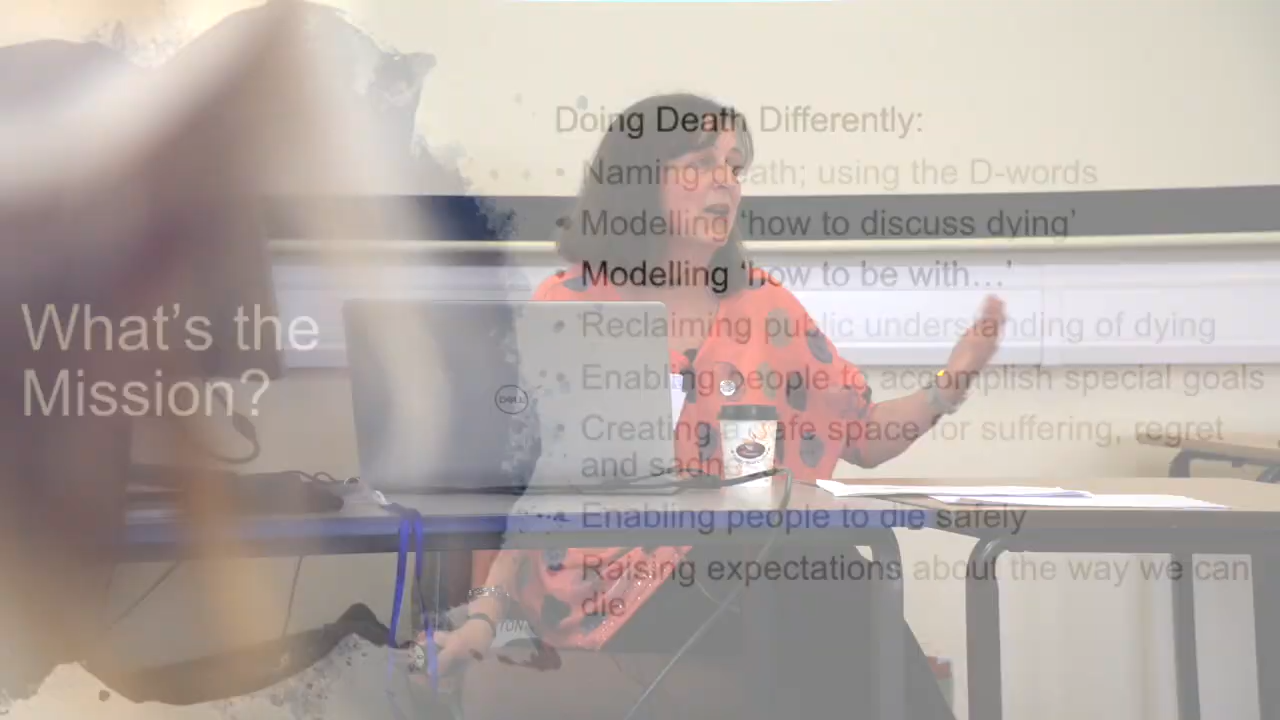 What's the
Mission?
Doing Death Differently:
• Naming death; using the D-words
• Modelling 'how to discuss dying'
• Modelling 'how to be with…'
• Reclaiming public understanding of dying
• Enabling people to accomplish special goals
• Creating a safe space for suffering, regret
and
• Enabling people to die safely
• Raising expectations about the way we can
die
DELL